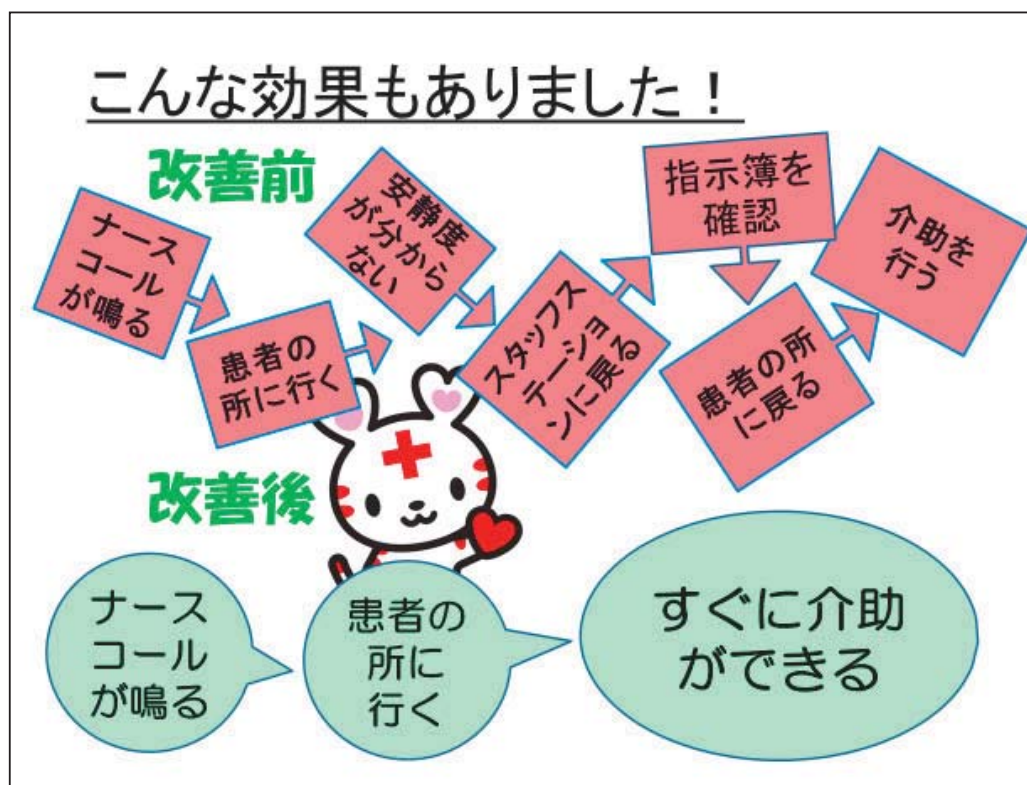 こんな効果もありました！
改善前
ナース
コール
が鳴る
患者の
所に行く
安静度
が分から
ない
スタッフス
テーショ
ンに戻る
指示簿を
確認
患者の所
に戻る
介助を
行う
改善後
ナース
コール
が鳴る
患者の
所に
行く
すぐに介助
ができる